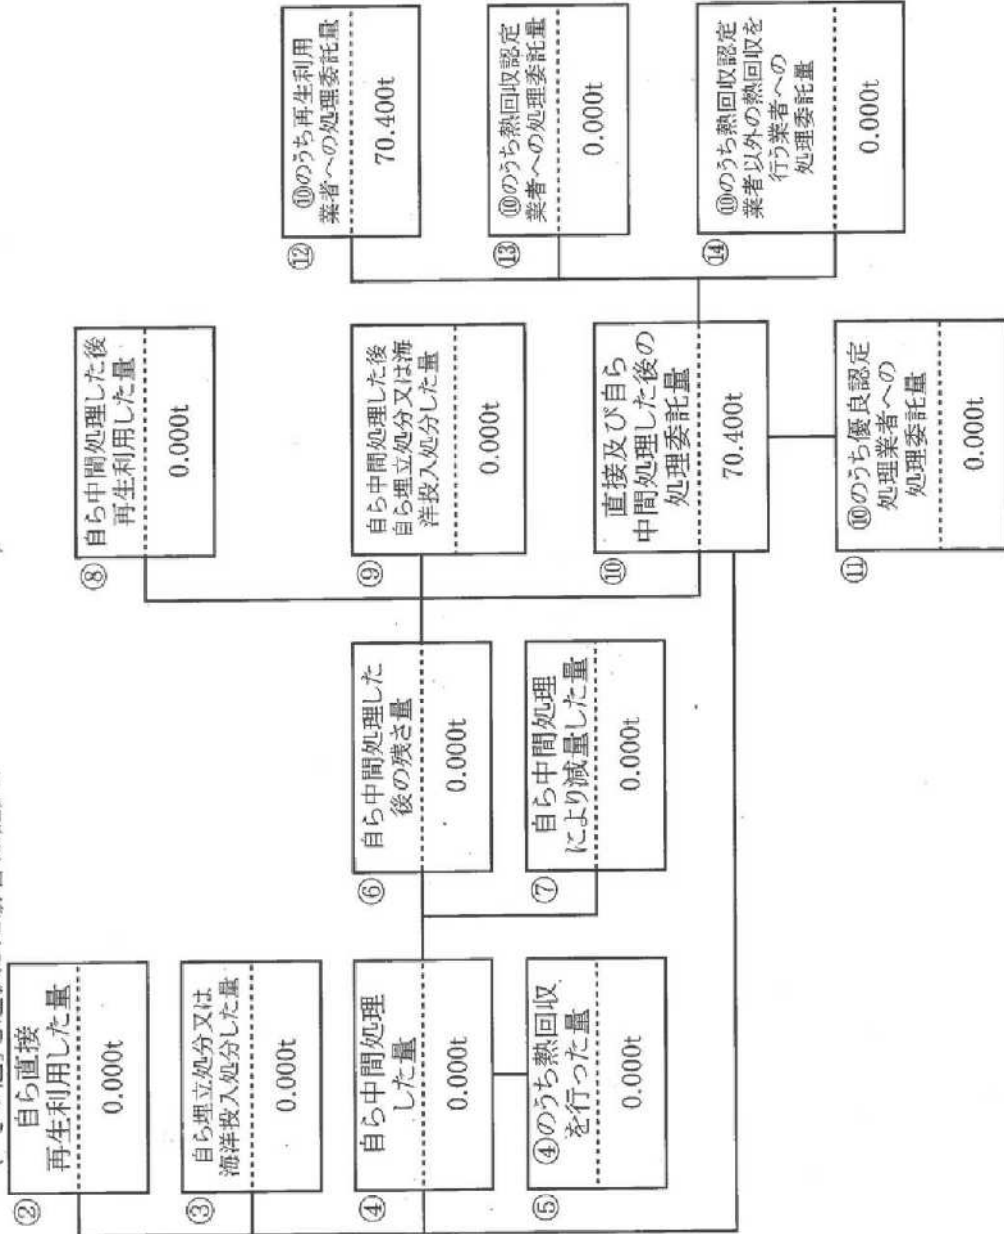 ②
自ら直接
再生利用した量
0.000t
③
自ら埋立処分又は
海洋投入処分した量
0.000t
④
自ら中間処理
した量
0.000t
⑤
④のうち熱回収
を行った量
0.000t
⑥
自ら中間処理した
後の残さ量
0.000t
⑦
自ら中間処理
により減量した量
0.000t
⑧
自ら中間処理した後
再生利用した量
0.000t
⑨
自ら中間処理した後
自ら埋立処分又は海
洋投入処分した量
0.000t
⑩
直接及び自ら
中間処理した後の
処理委託量
70.400t
⑪
⑩のうち優良認定
処理業者への
処理委託量
0.000t
⑫
⑩のうち再生利用
業者への処理委託量
70.400t
⑬
⑩のうち熱回収認定
業者への処理委託量
0.000t
⑭
⑩のうち熱回収認定
業者以外の熱回収を
行う業者への
処理委託量
0.000t